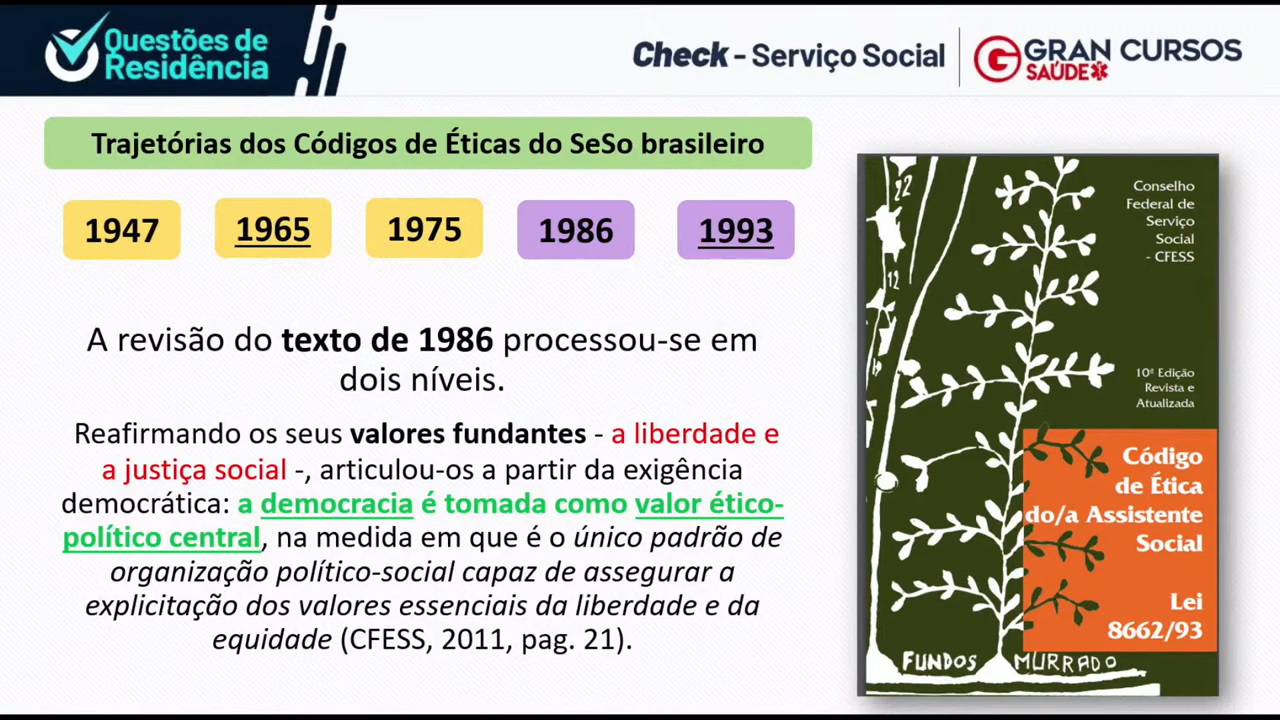 Questões de
Residência
Check - Serviço Social
GRAN CURSOS
SAÚDE
Trajetórias dos Códigos de Éticas do SeSo brasileiro
1947
1965
1975
1986
1993
A revisão do texto de 1986 processou-se em
dois níveis.
Reafirmando os seus valores fundantes - a liberdade e
a justiça social -, articulou-os a partir da exigência
democrática: a democracia é tomada como valor ético-
político central, na medida em que é o único padrão de
organização político-social capaz de assegurar a
explicitação dos valores essenciais da liberdade e da
equidade (CFESS, 2011, pag. 21).
22
12
Conselho
Federal de
Serviço
Social
- CFESS
10ª Edição
Revista e
Atualizada
Código
de Ética
do/a Assistente
Social
Lei
8662/93
FUNDOS MURRADO